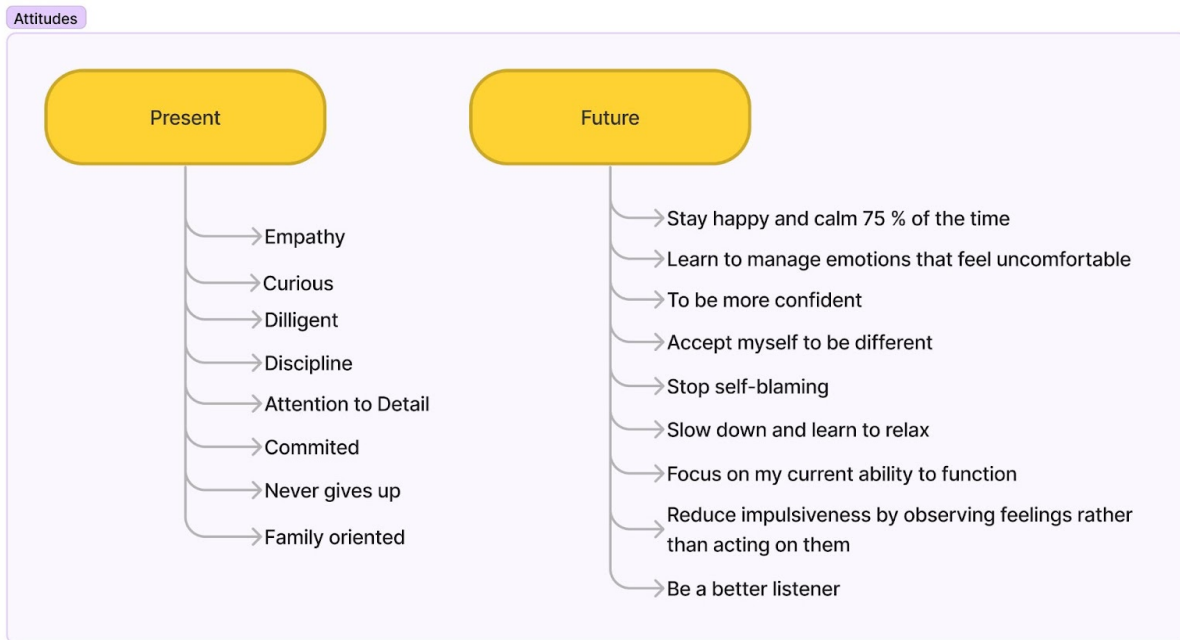 Attitudes
Present
Empathy
Curious
Dilligent
Discipline
Attention to Detail
Commited
Never gives up
Family oriented
Future
Stay happy and calm 75 % of the time
Learn to manage emotions that feel uncomfortable
To be more confident
Accept myself to be different
Stop self-blaming
Slow down and learn to relax
Focus on my current ability to function
Reduce impulsiveness by observing feelings rather
than acting on them
Be a better listener